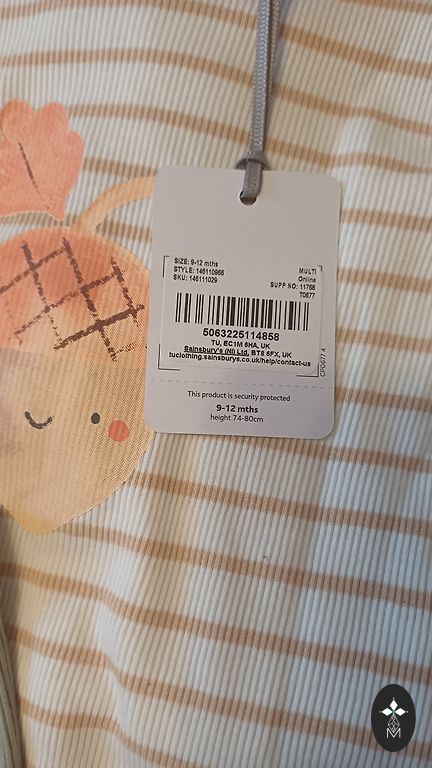 SIZE: 9-12 mths
STYLE: 146110966
SKU: 146111029
MULTI
Online
SUPP NO: 11768
T0677
5063225114858
TU, EC1M 6HA, UK
Sainsbury's (NI) Ltd, BT8 6FX, UK
tuclothing.sainsburys.co.uk/help/contact-us
CP0677 4
This product is security protected
9-12 mths
height 74-80cm
M